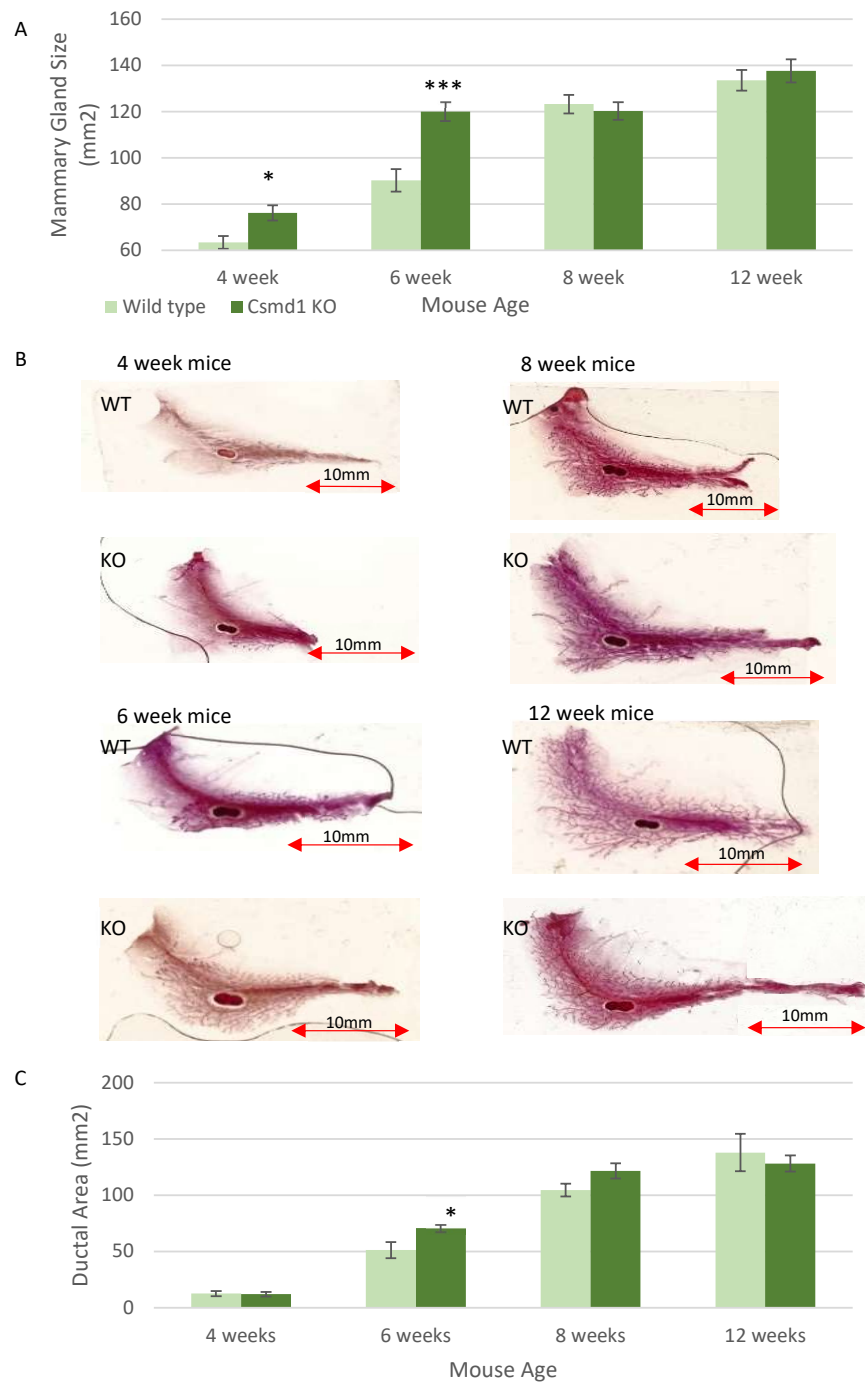 A
Mammary Gland Size
(mm2)
160
140
120
100
80
60
*
***
4 week
6 week
8 week
12 week
Wild type
Csmd1 KO
Mouse Age
B
4 week mice
WT
10mm
KO
10mm
6 week mice
WT
10mm
KO
10mm
8 week mice
WT
10mm
KO
10mm
12 week mice
WT
10mm
KO
10mm
C
Ductal Area (mm2)
200
150
100
50
0
*
4 weeks
6 weeks
8 weeks
12 weeks
Mouse Age